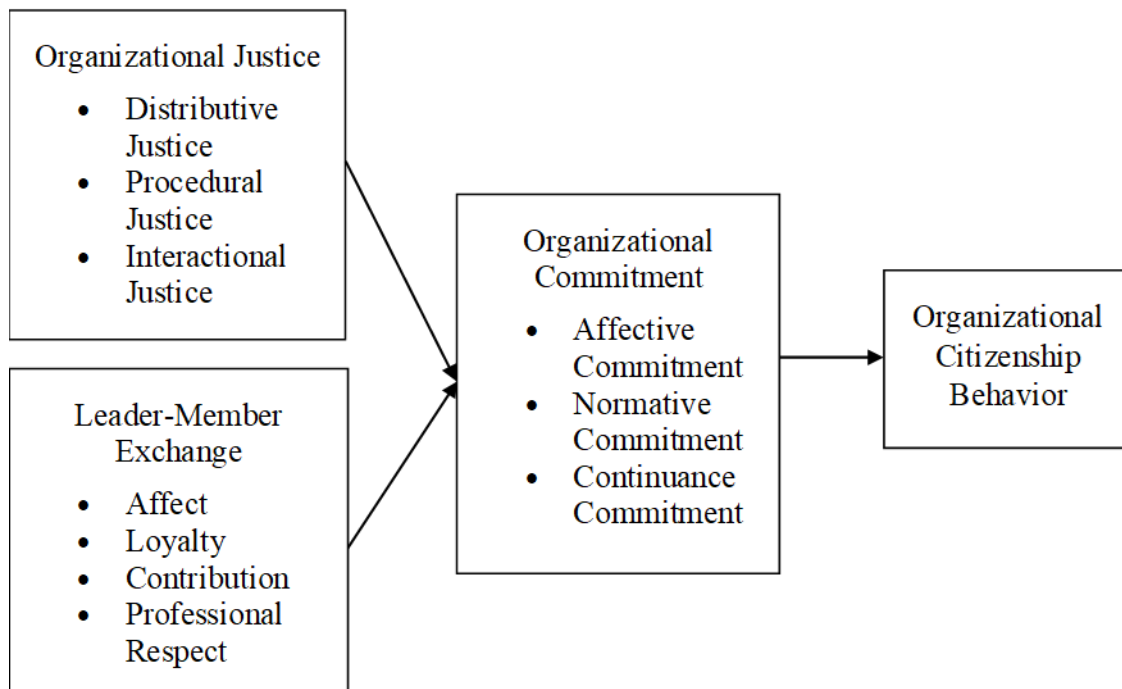 Organizational Justice
• Distributive
Justice
• Procedural
Justice
• Interactional
Justice
Leader-Member
Exchange
• Affect
• Loyalty
• Contribution
• Professional
Respect
Organizational
Commitment
• Affective
Commitment
• Normative
Commitment
• Continuance
Commitment
Organizational
Citizenship
Behavior